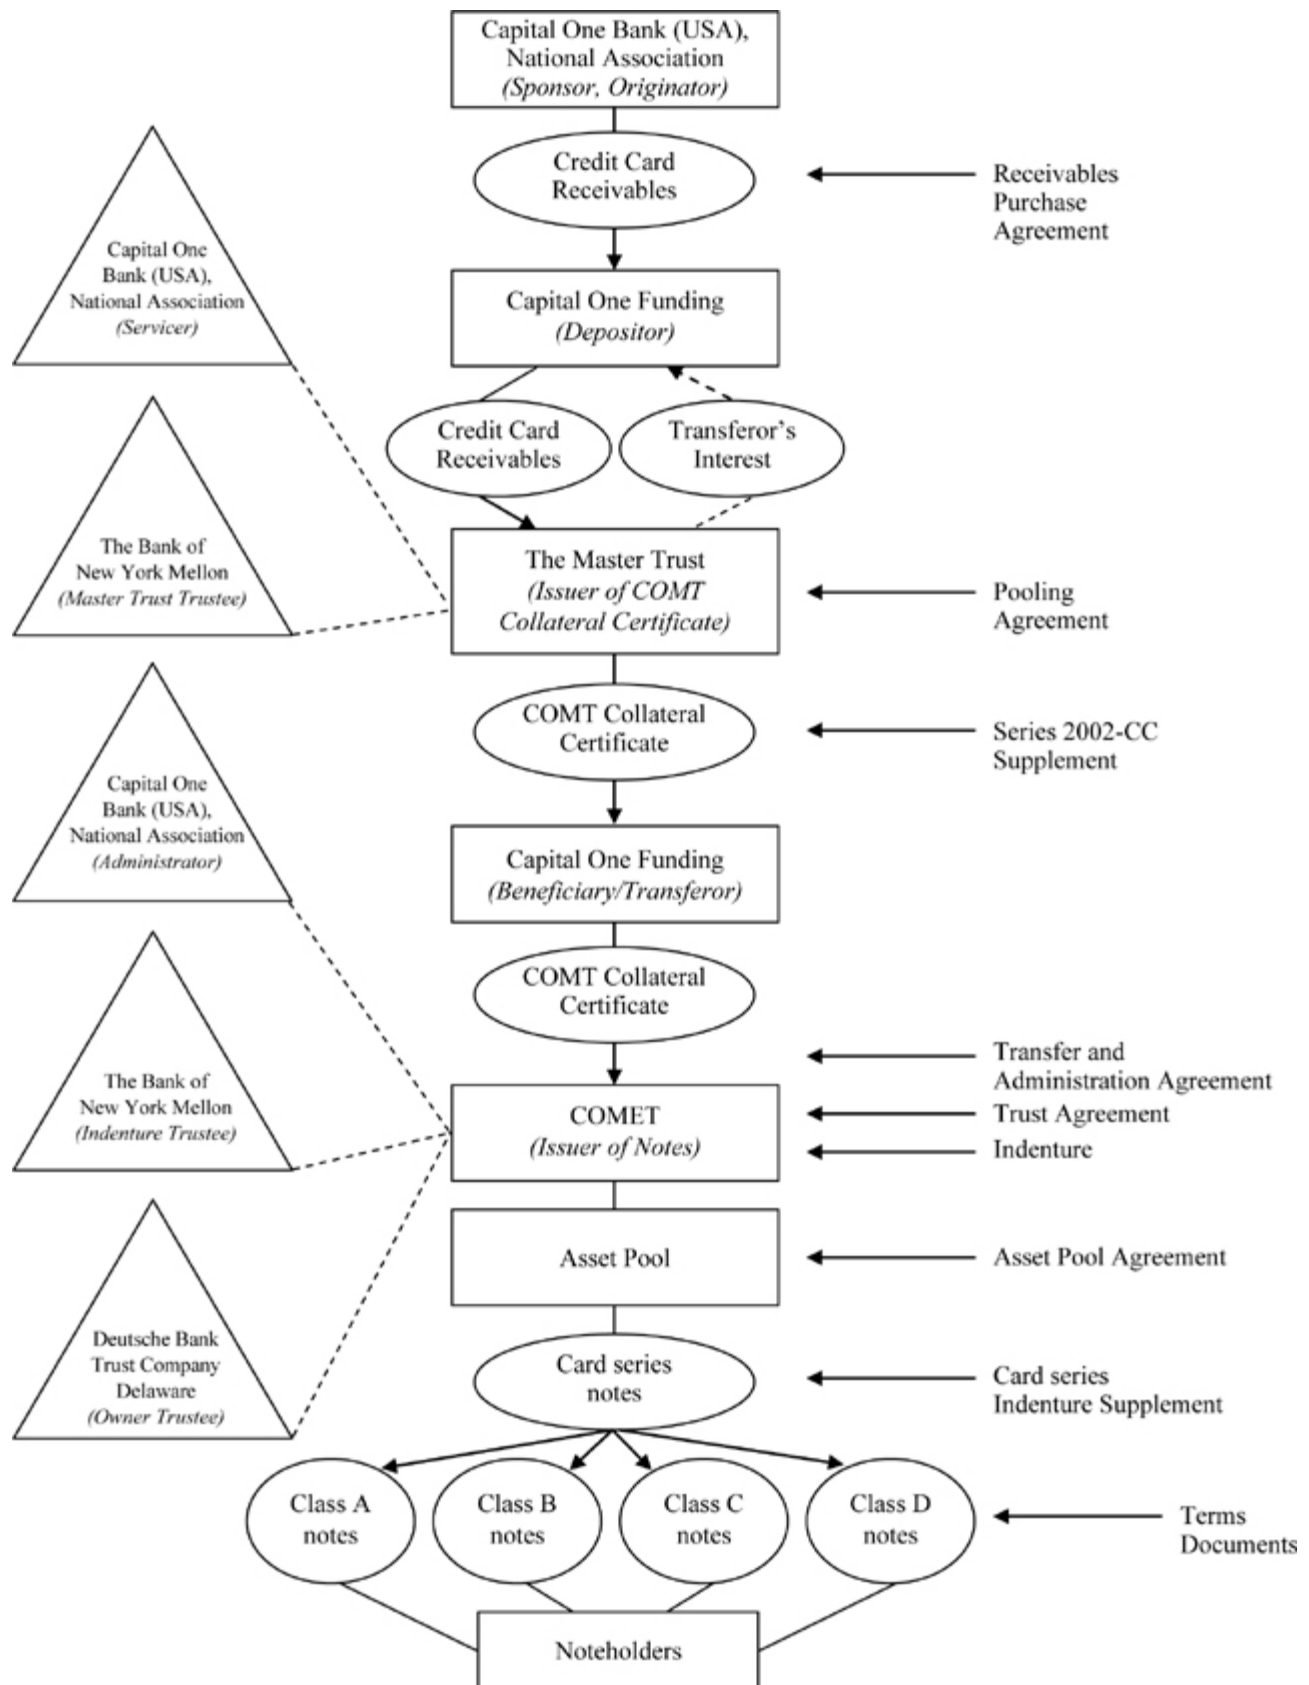 Capital One Bank (USA),
National Association
(Sponsor, Originator)
Credit Card
Receivables
Receivables
Purchase
Agreement
Capital One
Bank (USA),
National Association
(Servicer)
Capital One Funding
(Depositor)
Credit Card
Receivables
Transferor's
Interest
The Bank of
New York Mellon
(Master Trust Trustee)
The Master Trust
(Issuer of COMT
Collateral Certificate)
Pooling
Agreement
COMT Collateral
Certificate
Series 2002-CC
Supplement
Capital One
Bank (USA),
National Association
(Administrator)
Capital One Funding
(Beneficiary/Transferor)
COMT Collateral
Certificate
The Bank of
New York Mellon
(Indenture Trustee)
COMET
(Issuer of Notes)
Transfer and
Administration Agreement
Trust Agreement
Indenture
Asset Pool
Asset Pool Agreement
Deutsche Bank
Trust Company
Delaware
(Owner Trustee)
Card series
notes
Card series
Indenture Supplement
Class A
notes
Class B
notes
Class C
notes
Class D
notes
Terms
Documents
Noteholders